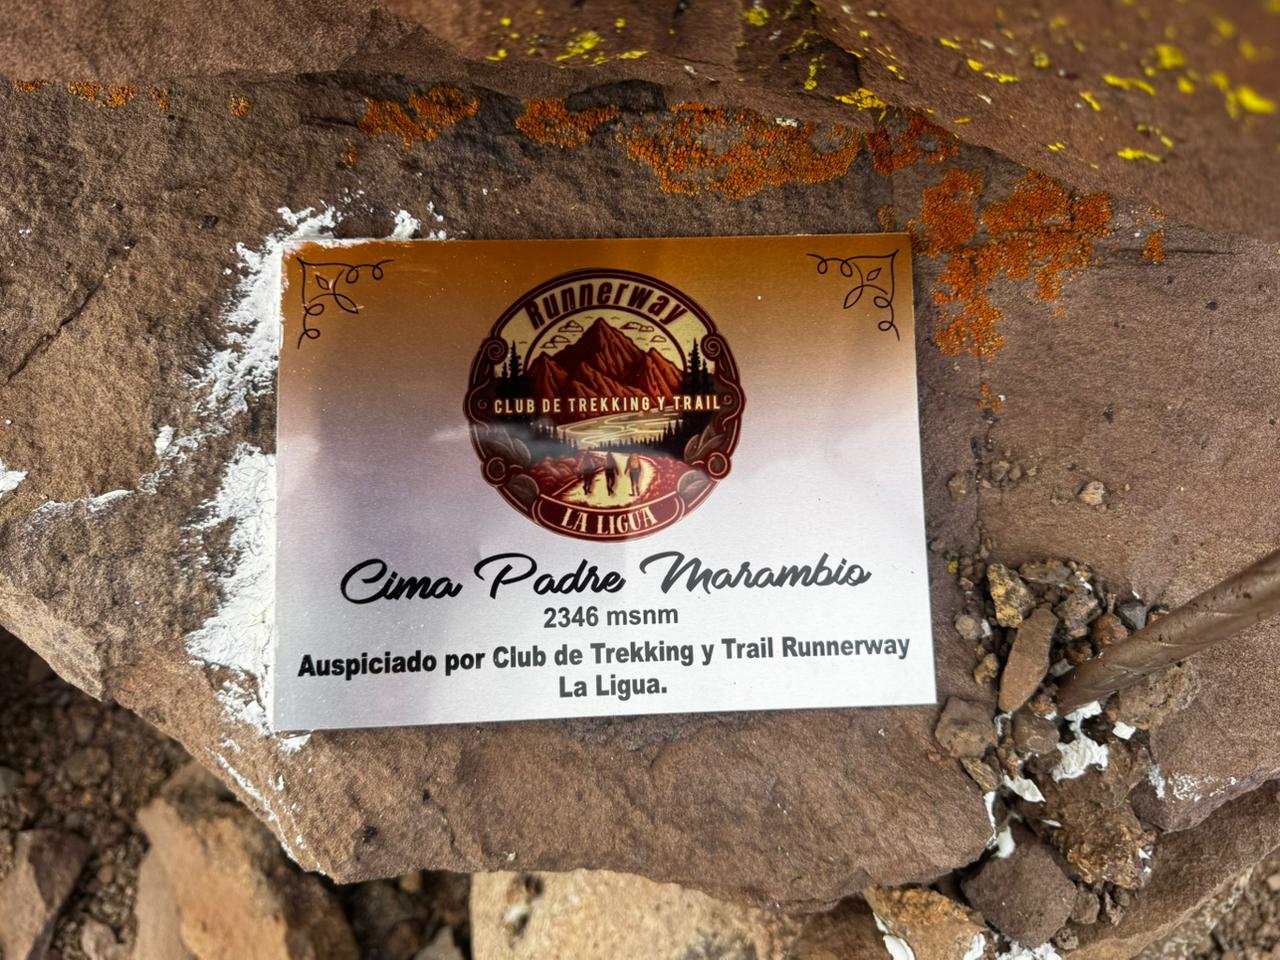 Runnerway
CLUB DE TREKKING Y TRAIL
LA LIGUA
Cima Padre Marambio
2346 msnm
Auspiciado por Club de Trekking y Trail Runnerway
La Ligua.